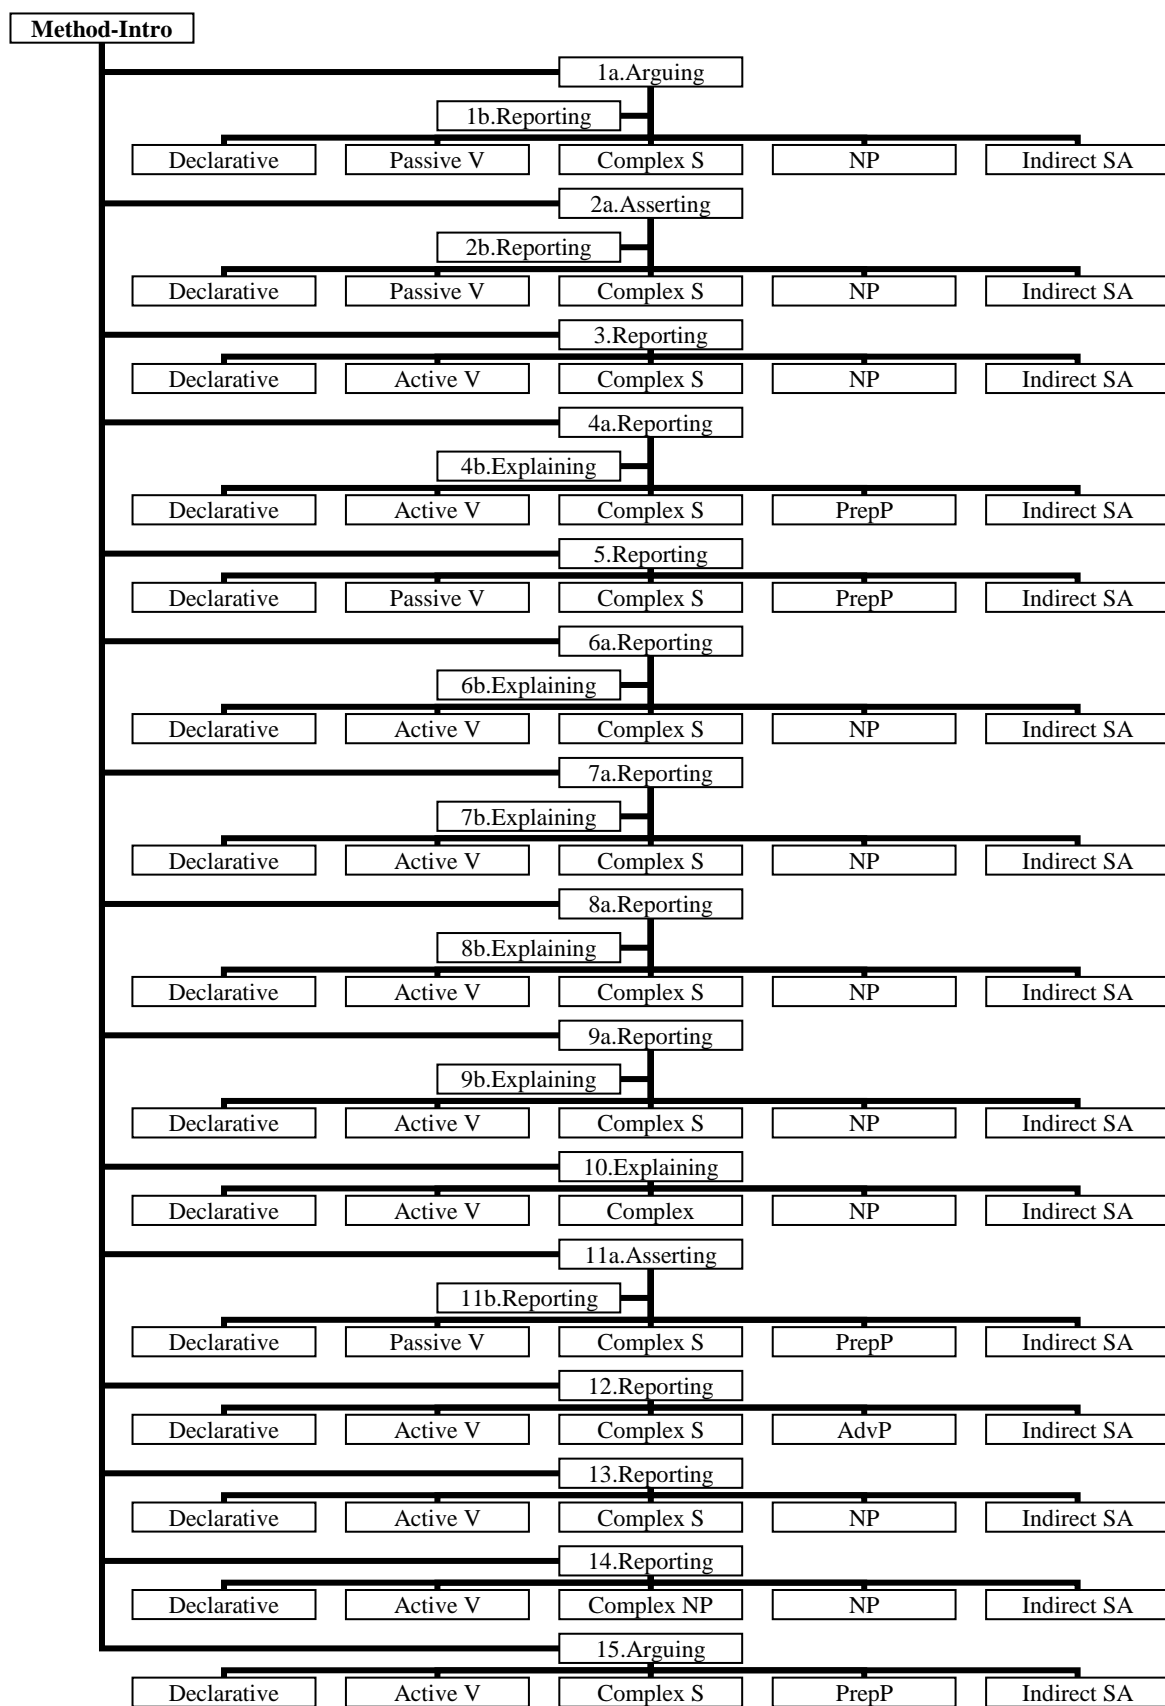 Method-Intro
1a.Arguing
1b.Reporting
Declarative Passive V Complex S NP Indirect SA
2a.Asserting
2b.Reporting
Declarative Passive V Complex S NP Indirect SA
3.Reporting
Declarative Active V Complex S NP Indirect SA
4a.Reporting
4b.Explaining
Declarative Active V Complex S PrepP Indirect SA
5.Reporting
Declarative Passive V Complex S PrepP Indirect SA
6a.Reporting
6b.Explaining
Declarative Active V Complex S NP Indirect SA
7a.Reporting
7b.Explaining
Declarative Active V Complex S NP Indirect SA
8a.Reporting
8b.Explaining
Declarative Active V Complex S NP Indirect SA
9a.Reporting
9b.Explaining
Declarative Active V Complex S NP Indirect SA
10.Explaining
Declarative Active V Complex NP Indirect SA
11a.Asserting
11b.Reporting
Declarative Passive V Complex S PrepP Indirect SA
12.Reporting
Declarative Active V Complex S AdvP Indirect SA
13.Reporting
Declarative Active V Complex S NP Indirect SA
14.Reporting
Declarative Active V Complex NP NP Indirect SA
15.Arguing
Declarative Active V Complex S PrepP Indirect SA